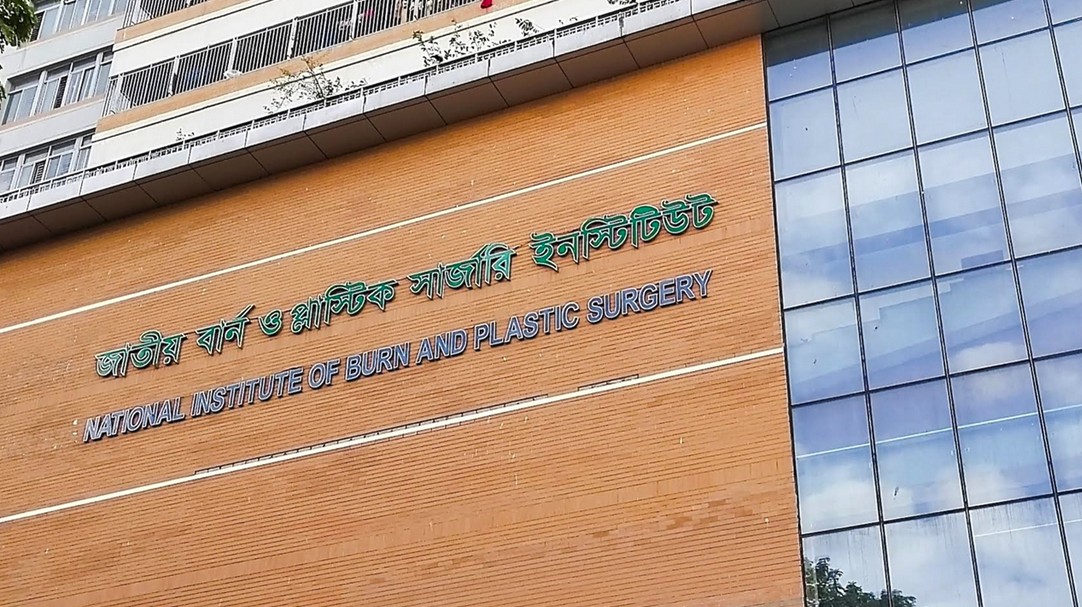 জাতীয় বার্ন ও প্লাস্টিক সার্জারি ইনস্টিটিউট
NATIONAL INSTITUTE OF BURN AND PLASTIC SURGERY